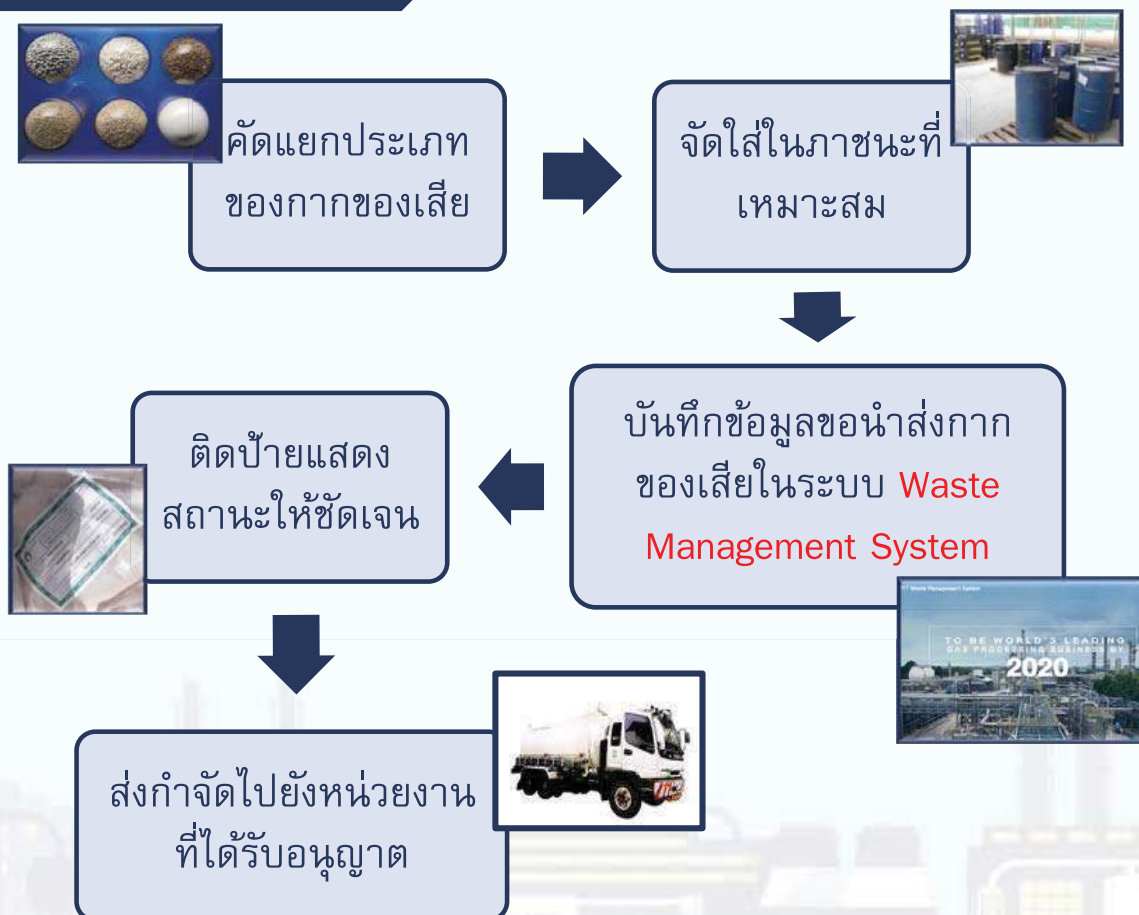 คัดแยกประเภท
ของกากของเสีย
จัดใส่ในภาชนะที่
เหมาะสม
บันทึกข้อมูลขอนำส่งกาก
ของเสียในระบบ Waste
Management System
ติดป้ายแสดง
สถานะให้ชัดเจน
Waste Management System
TO BE WORLD'S LEADING
GAS PROCESSING BUSINESS BY
2020
ส่งกำจัดไปยังหน่วยงาน
ที่ได้รับอนุญาต